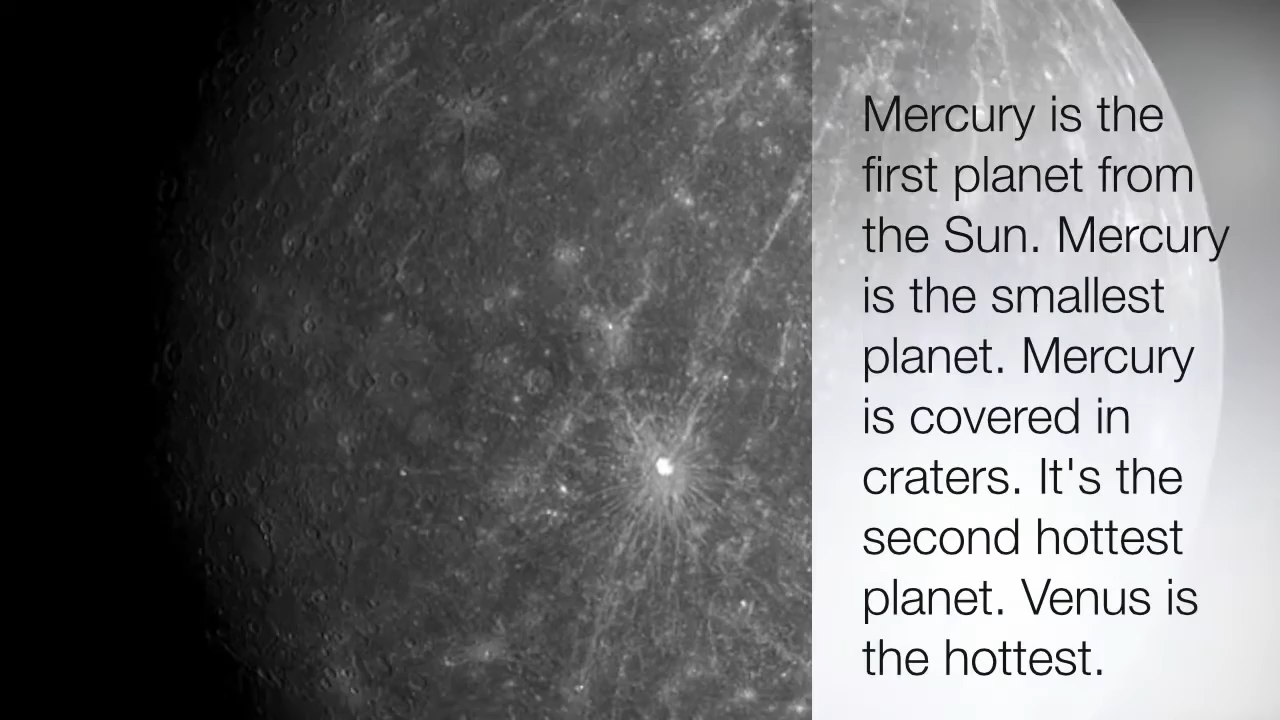 Mercury is the
first planet from
the Sun. Mercury
is the smallest
planet. Mercury
is covered in
craters. It's the
second hottest
planet. Venus is
the hottest.